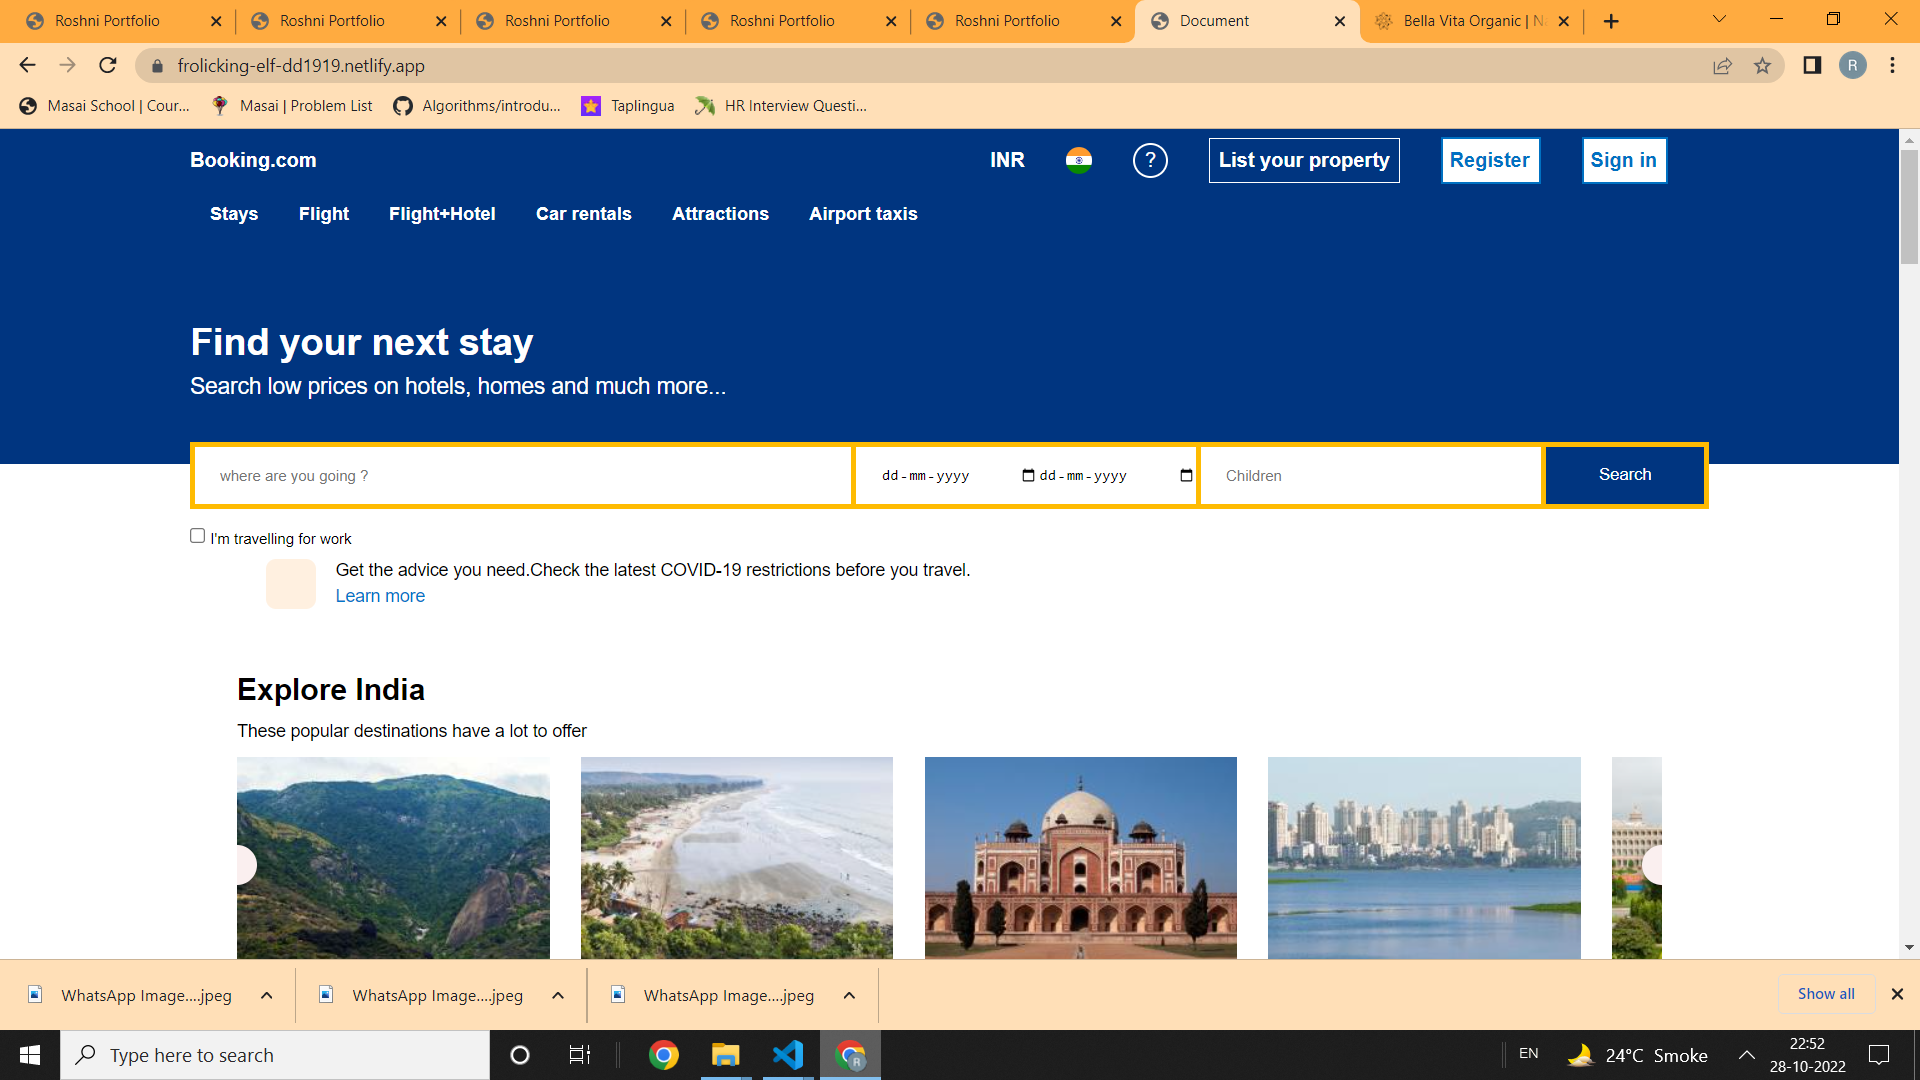 Roshni Portfolio
Roshni Portfolio
Roshni Portfolio
Roshni Portfolio
Roshni Portfolio
Document
Bella Vita Organic |
frolicking-elf-dd1919.netlify.app
R
Masai School | Cour...
Masai | Problem List
Algorithms/introdu...
Taplingua
HR Interview Questi...
Booking.com
INR
?
List your property
Register
Sign in
Stays
Flight
Flight+Hotel
Car rentals
Attractions
Airport taxis
Find your next stay
Search low prices on hotels, homes and much more...
where are you going ?
dd-mm-yyyy
dd-mm-yyyy
Children
Search
I'm travelling for work
Get the advice you need.Check the latest COVID-19 restrictions before you travel.
Learn more
Explore India
These popular destinations have a lot to offer
WhatsApp Image....jpeg
WhatsApp Image....jpeg
WhatsApp Image....jpeg
Show all
Type here to search
R
EN
24°C Smoke
22:52
28-10-2022